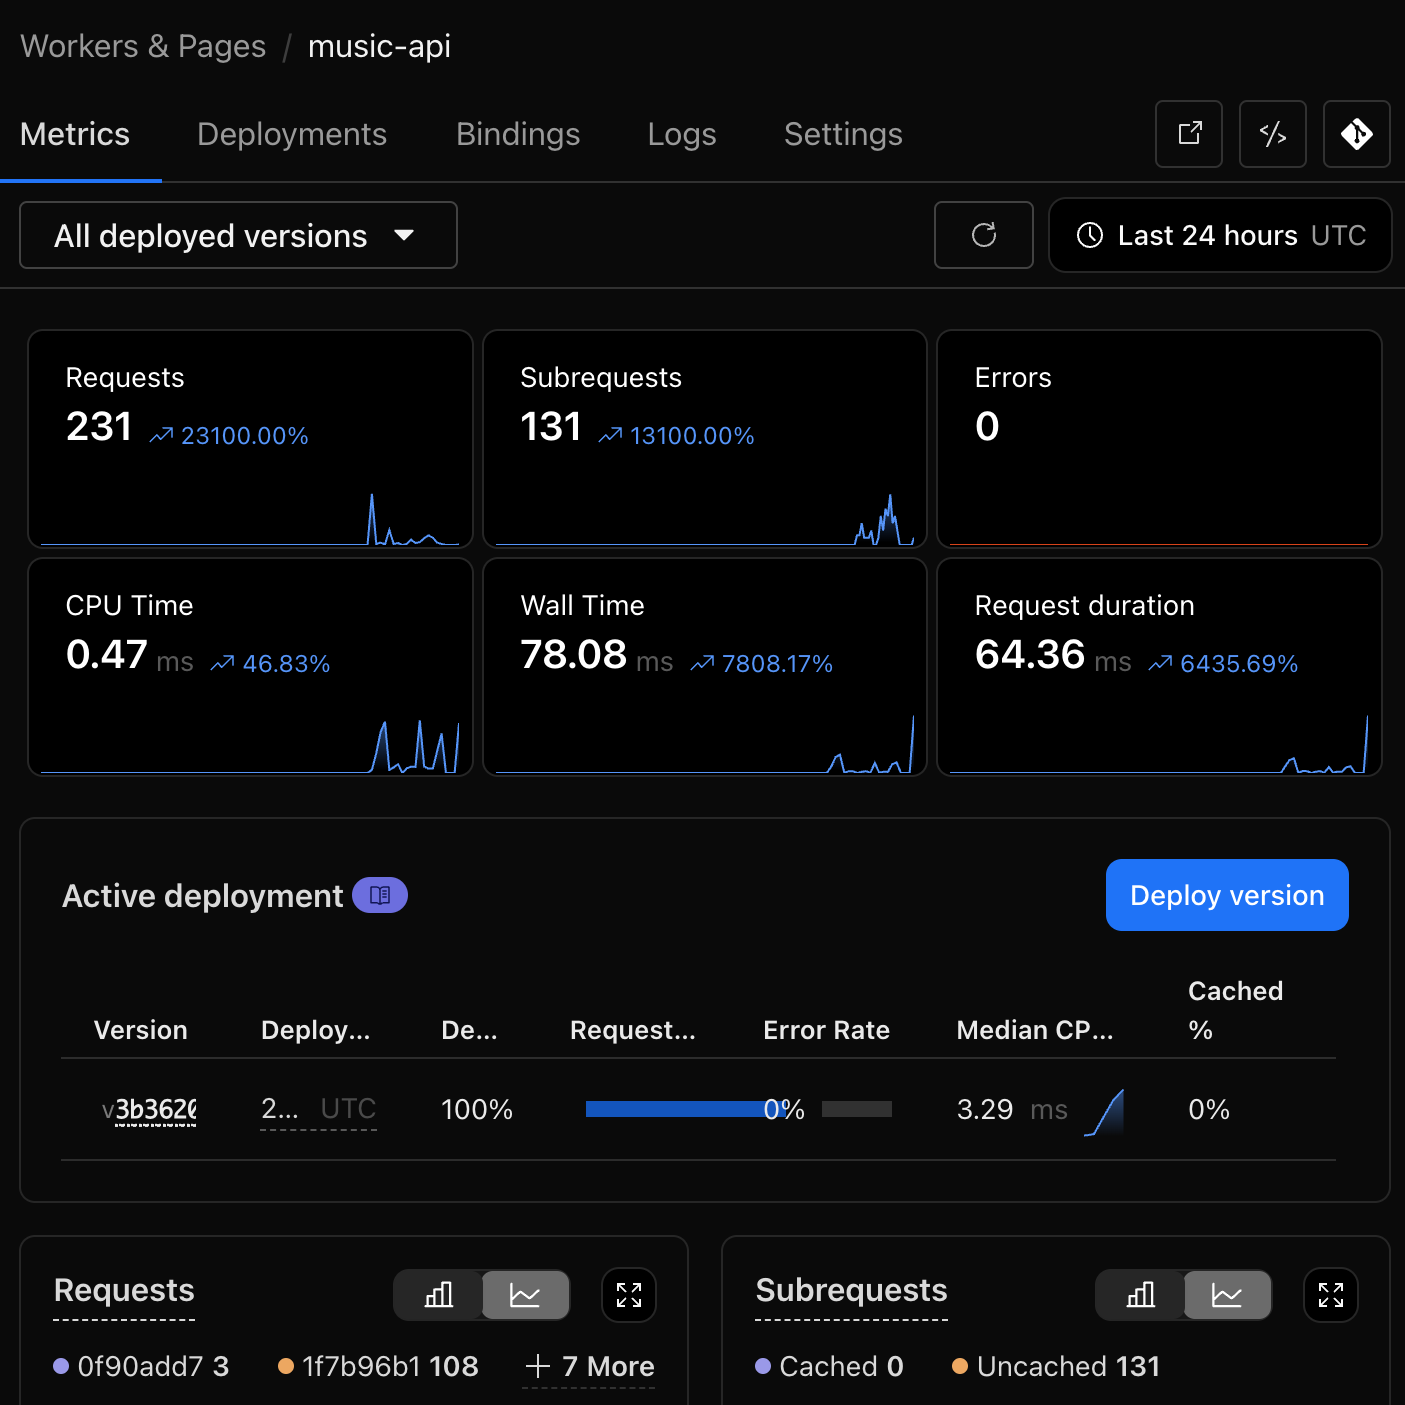 Workers & Pages / music-api
Metrics Deployments Bindings Logs Settings
All deployed versions Last 24 hours UTC
Requests
231 23100.00%
Subrequests
131 13100.00%
Errors
0
CPU Time
0.47 ms 46.83%
Wall Time
78.08 ms 7808.17%
Request duration
64.36 ms 6435.69%
Active deployment
Deploy version
Version Deploy... De... Request... Error Rate Median CP... Cached %
v3b3620 2... UTC 100% 0% 3.29 ms 0%
Requests
0f90add7 3 1f7b96b1 108 + 7 More
Subrequests
Cached 0 Uncached 131